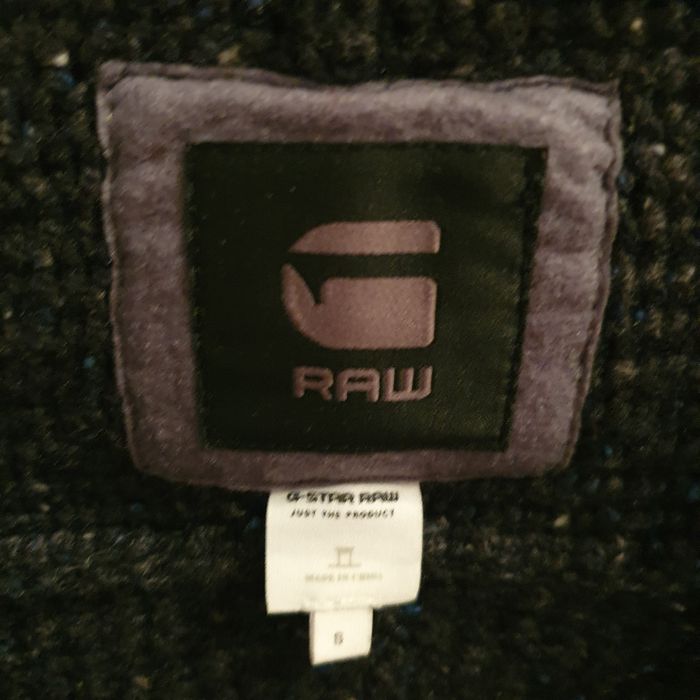 RAW
G-STAR RAW
JUST THE PRODUCT
MADE IN CHINA
S